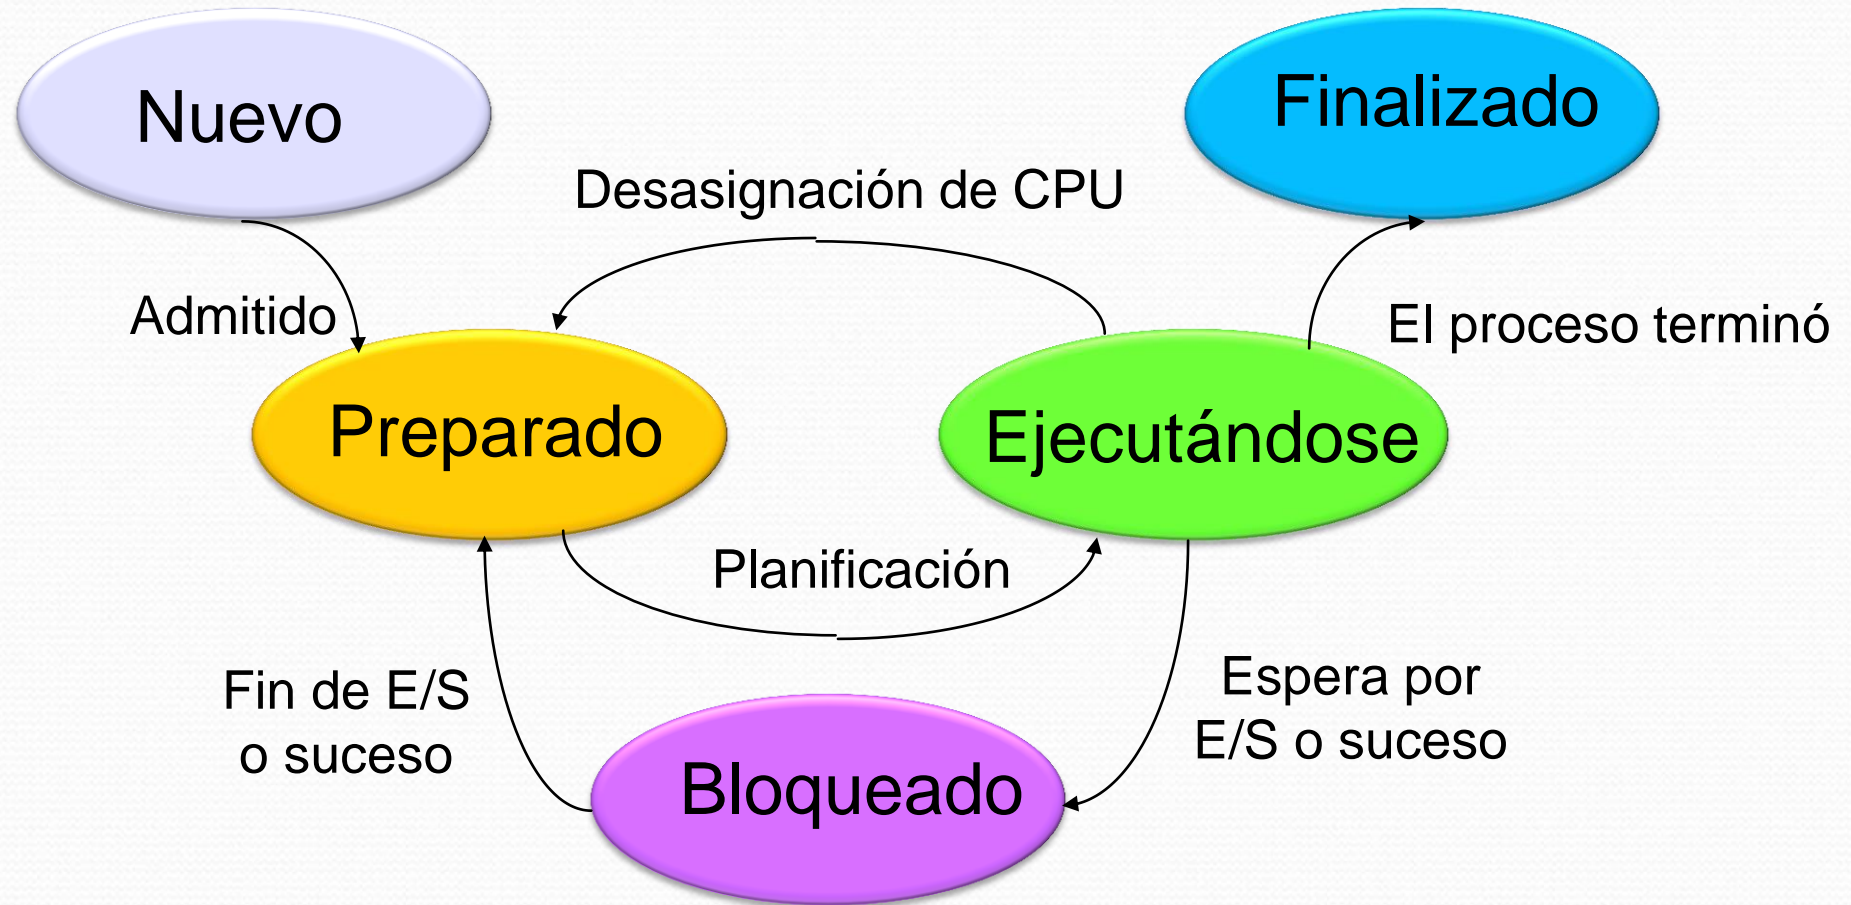 Nuevo
Finalizado
Desasignación de CPU
Admitido
El proceso terminó
Preparado
Ejecutándose
Planificación
Fin de E/S
o suceso
Espera por
E/S o suceso
Bloqueado